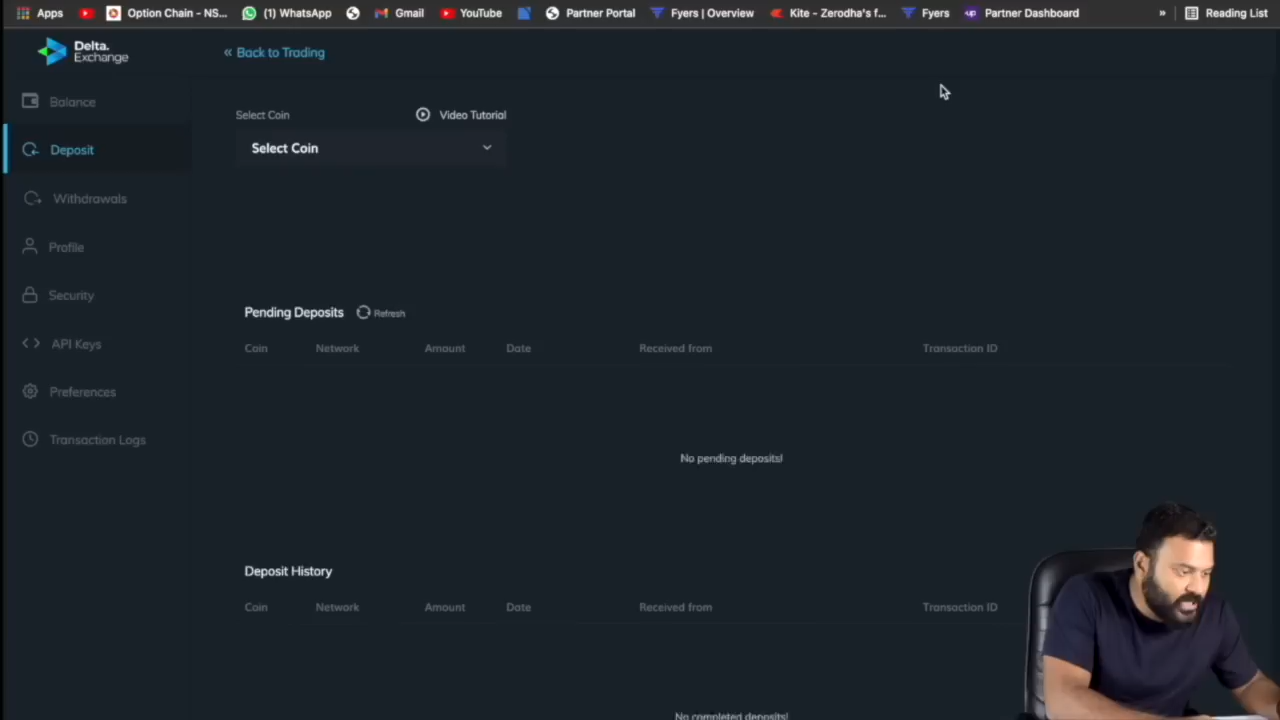 Apps Option Chain - NS... (1) WhatsApp Gmail YouTube Partner Portal Fyers | Overview Kite - Zerodha's f... Fyers Partner Dashboard » Reading List
Delta.
Exchange
« Back to Trading
Balance
Deposit
Withdrawals
Profile
Security
API Keys
Preferences
Transaction Logs
Select Coin Video Tutorial
Select Coin
Pending Deposits Refresh
Coin Network Amount Date Received from Transaction ID
No pending deposits!
Deposit History
Coin Network Amount Date Received from Transaction ID
No completed deposits!